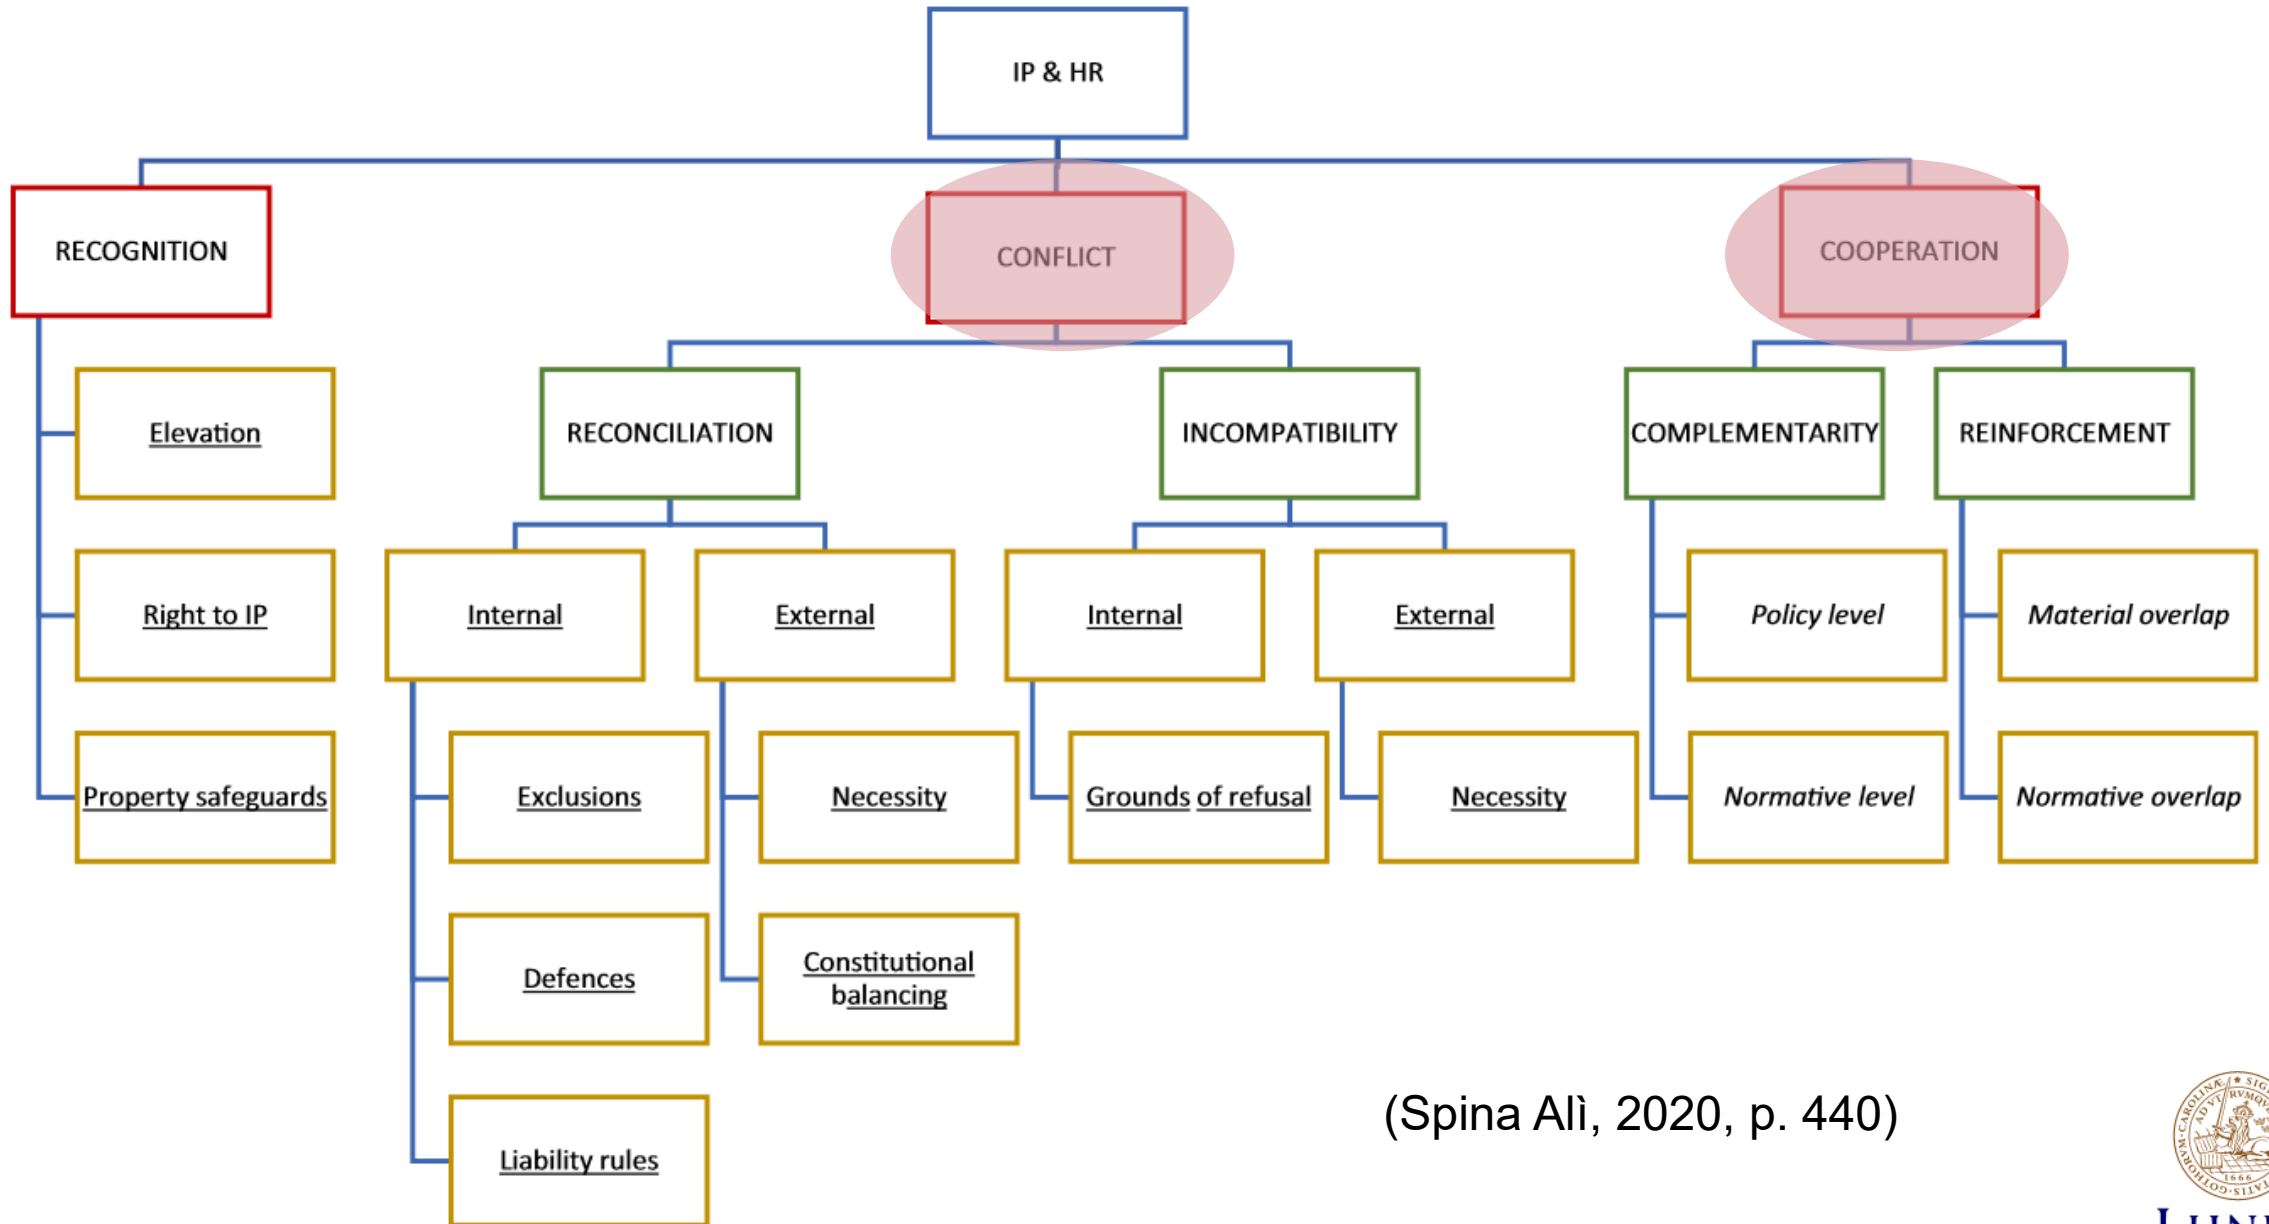 IP & HR
RECOGNITION
CONFLICT
COOPERATION
Elevation
RECONCILIATION
INCOMPATIBILITY
COMPLEMENTARITY
REINFORCEMENT
Right to IP
Internal
External
Internal
External
Policy level
Material overlap
Property safeguards
Exclusions
Necessity
Grounds of refusal
Necessity
Normative level
Normative overlap
Defences
Constitutional
balancing
Liability rules
(Spina Alì, 2020, p. 440)
1666